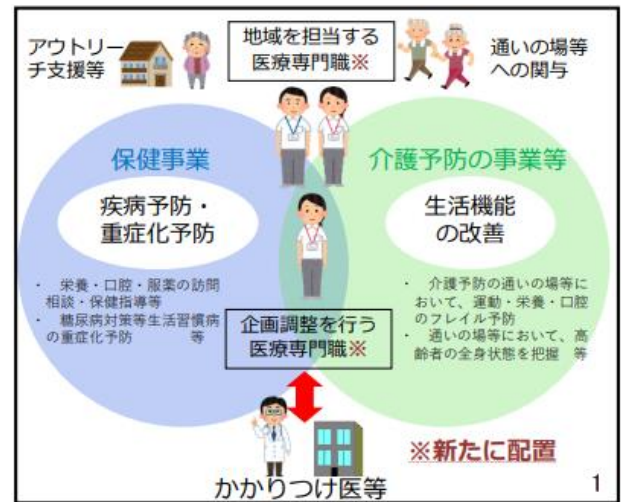 アウトリー
チ支援等
地域を担当する
医療専門職※
通いの場等
への関与
保健事業
介護予防の事業等
疾病予防・
重症化予防
生活機能
の改善
・ 栄養・口腔・服薬の訪問
相談・保健指導等
・ 糖尿病対策等生活習慣病
の重症化予防 等
・ 介護予防の通いの場等に
おいて、運動・栄養・口腔
のフレイル予防
・ 通いの場等において、高
齢者の全身状態を把握 等
企画調整を行う
医療専門職※
※新たに配置
かかりつけ医等
1